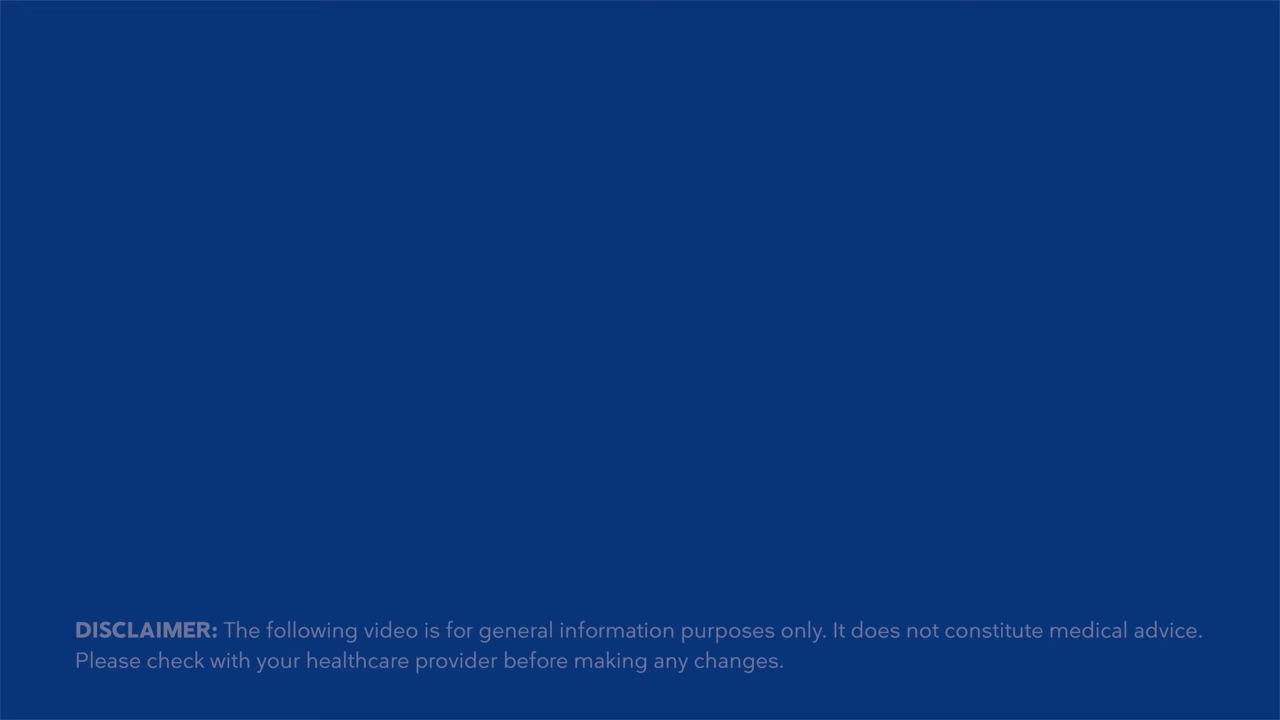 DISCLAIMER: The following video is for general information purposes only. It does not constitute medical advice.
Please check with your healthcare provider before making any changes.